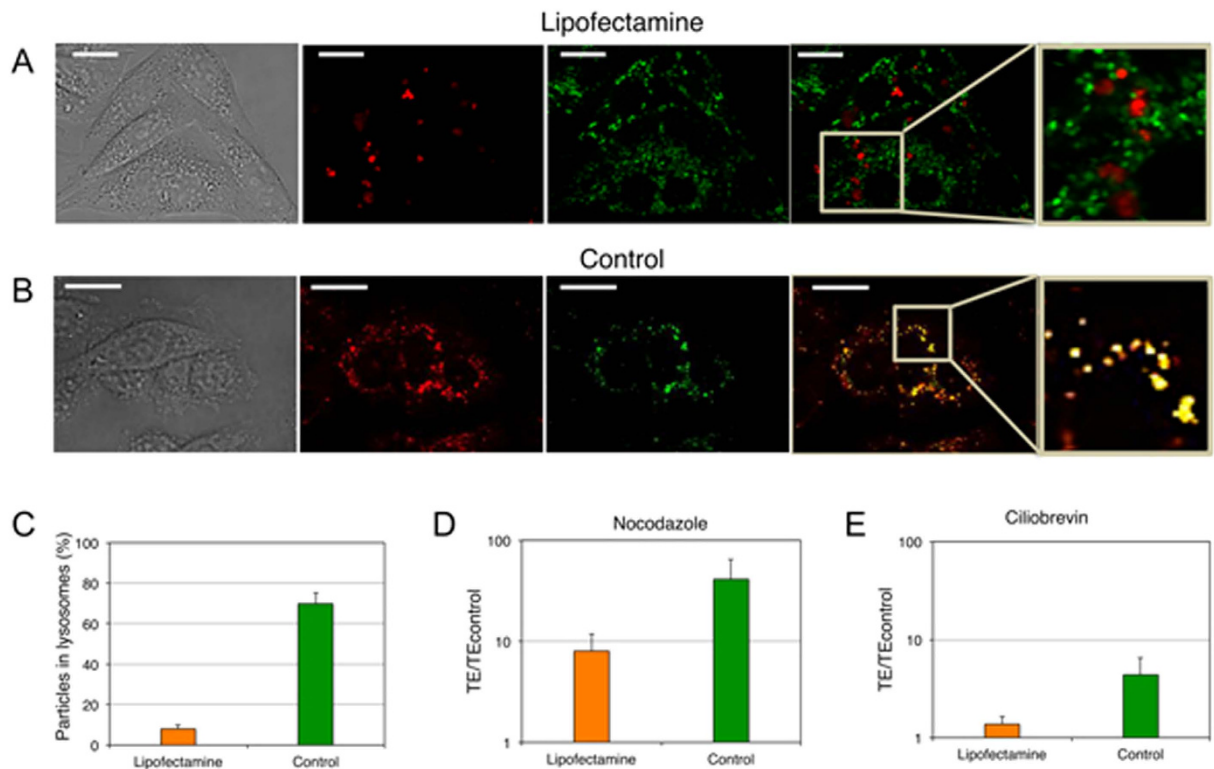 Lipofectamine
A
Control
B
C
Particles in lysosomes (%)
100
80
60
40
20
0
Lipofectamine
Control
D
Nocodazole
TE/TEcontrol
100
10
1
Lipofectamine
Control
E
Ciliobrevin
TE/TEcontrol
100
10
1
Lipofectamine
Control